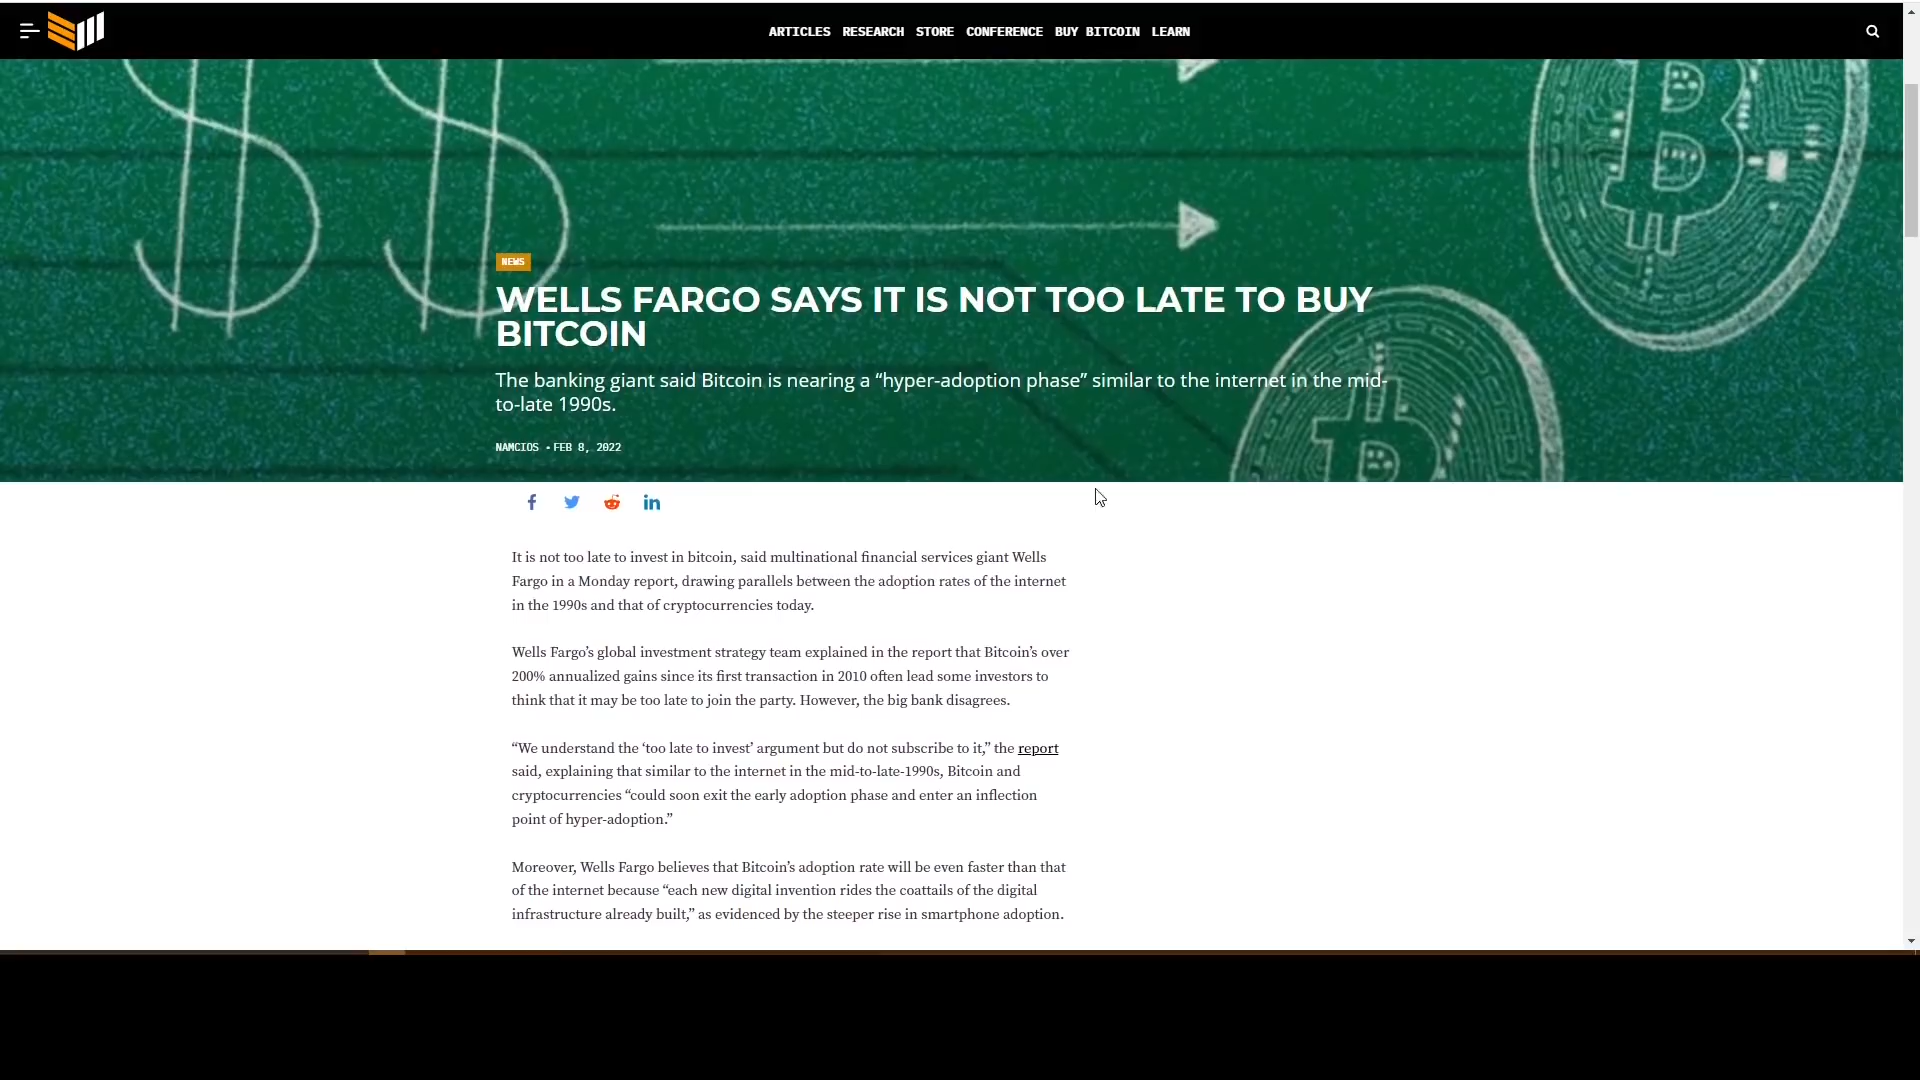 ARTICLES RESEARCH STORE CONFERENCE BUY BITCOIN LEARN
NEWS
WELLS FARGO SAYS IT IS NOT TOO LATE TO BUY
BITCOIN
The banking giant said Bitcoin is nearing a “hyper-adoption phase” similar to the internet in the mid-
to-late 1990s.
NAMCIOS • FEB 8, 2022
It is not too late to invest in bitcoin, said multinational financial services giant Wells
Fargo in a Monday report, drawing parallels between the adoption rates of the internet
in the 1990s and that of cryptocurrencies today.
Wells Fargo’s global investment strategy team explained in the report that Bitcoin’s over
200% annualized gains since its first transaction in 2010 often lead some investors to
think that it may be too late to join the party. However, the big bank disagrees.
“We understand the ‘too late to invest’ argument but do not subscribe to it,” the report
said, explaining that similar to the internet in the mid-to-late-1990s, Bitcoin and
cryptocurrencies “could soon exit the early adoption phase and enter an inflection
point of hyper-adoption.”
Moreover, Wells Fargo believes that Bitcoin’s adoption rate will be even faster than that
of the internet because “each new digital invention rides the coattails of the digital
infrastructure already built,” as evidenced by the steeper rise in smartphone adoption.